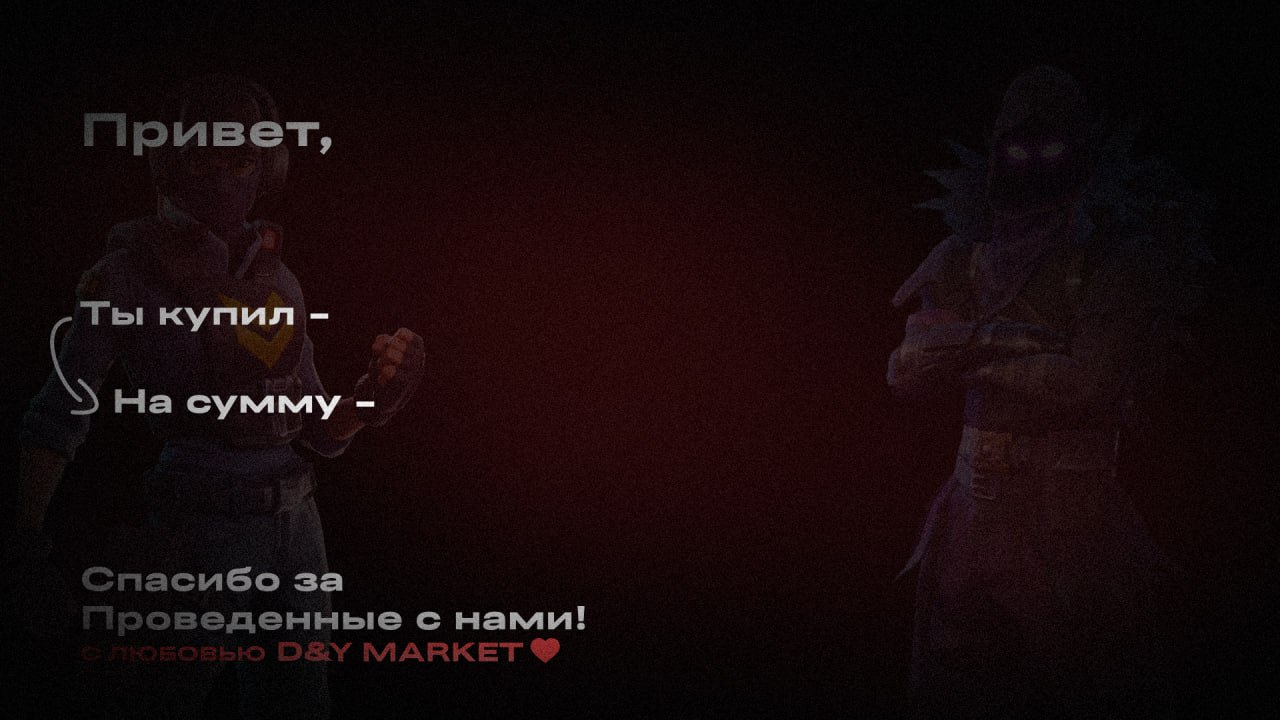 Привет,
Ты купил -
На сумму -
Спасибо за
Проведенные с нами!
с любовью D&Y MARKET ❤